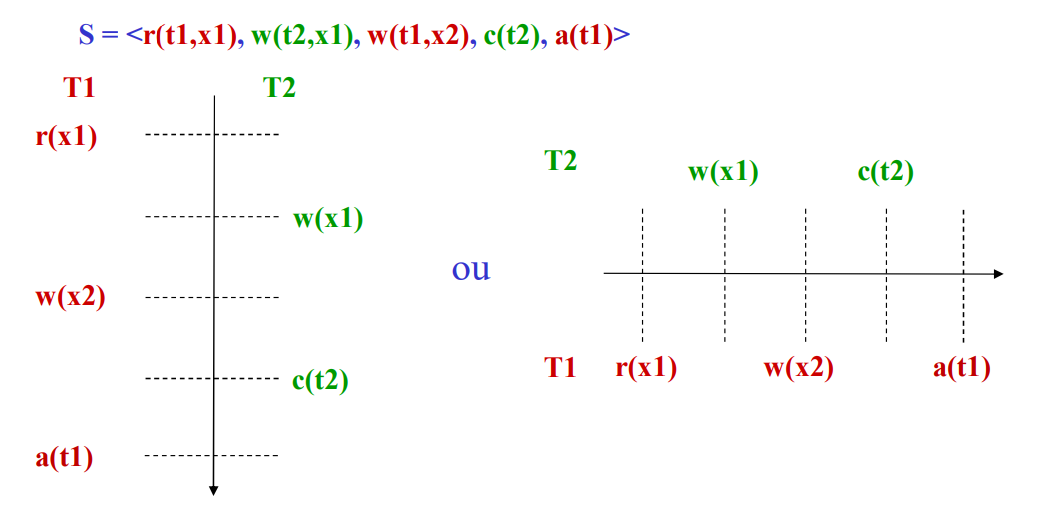 S = <r(t1,x1), w(t2,x1), w(t1,x2), c(t2), a(t1)>
T1 T2
r(x1)
w(x1)
w(x2)
c(t2)
a(t1)
ou
T2 w(x1) c(t2)
T1 r(x1) w(x2) a(t1)